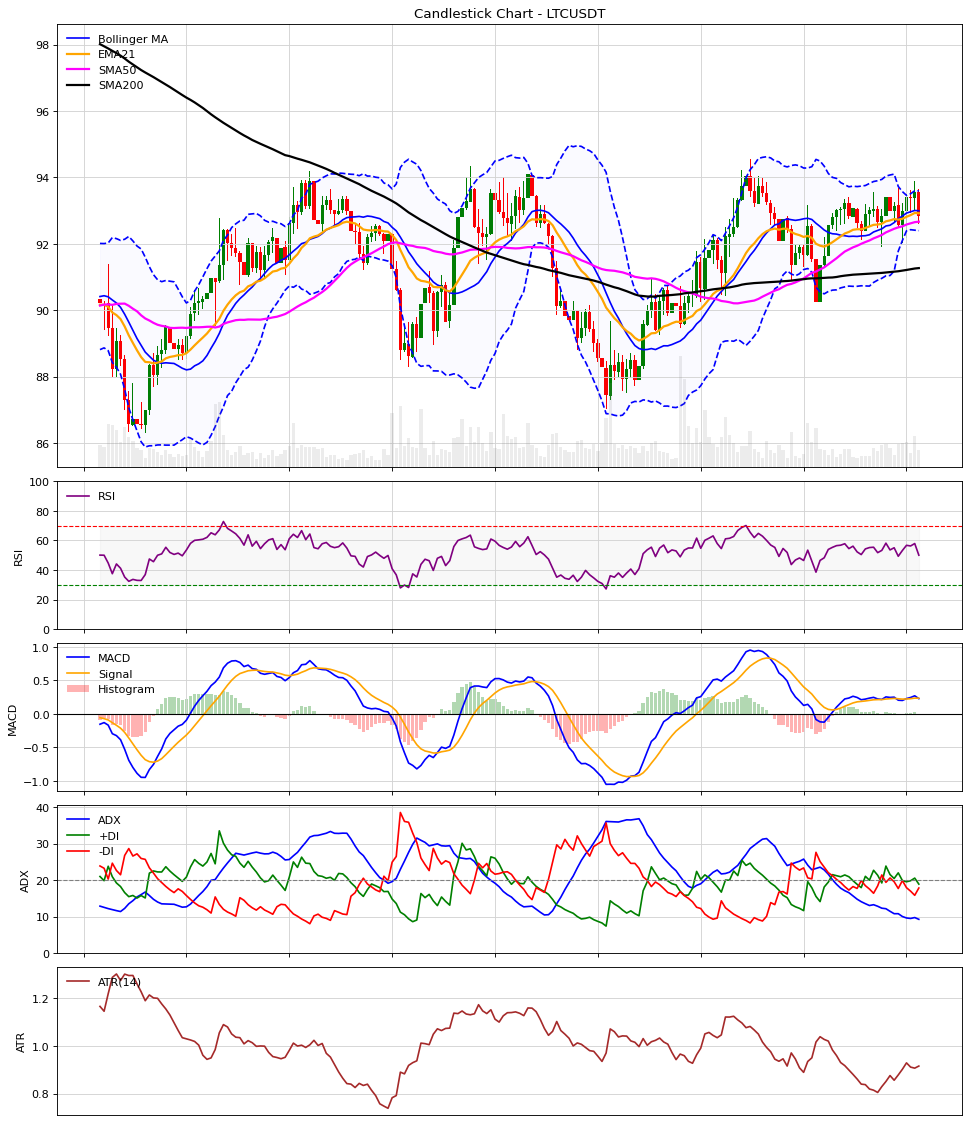 Candlestick Chart - LTCUSDT
Bollinger MA
EMA21
SMA50
SMA200
98
96
94
92
90
88
86
RSI
100
80
60
40
20
0
RSI
MACD
Signal
Histogram
1.0
0.5
0.0
−0.5
−1.0
MACD
ADX
+DI
-DI
40
30
20
10
0
ADX
ATR(14)
1.2
1.0
0.8
ATR